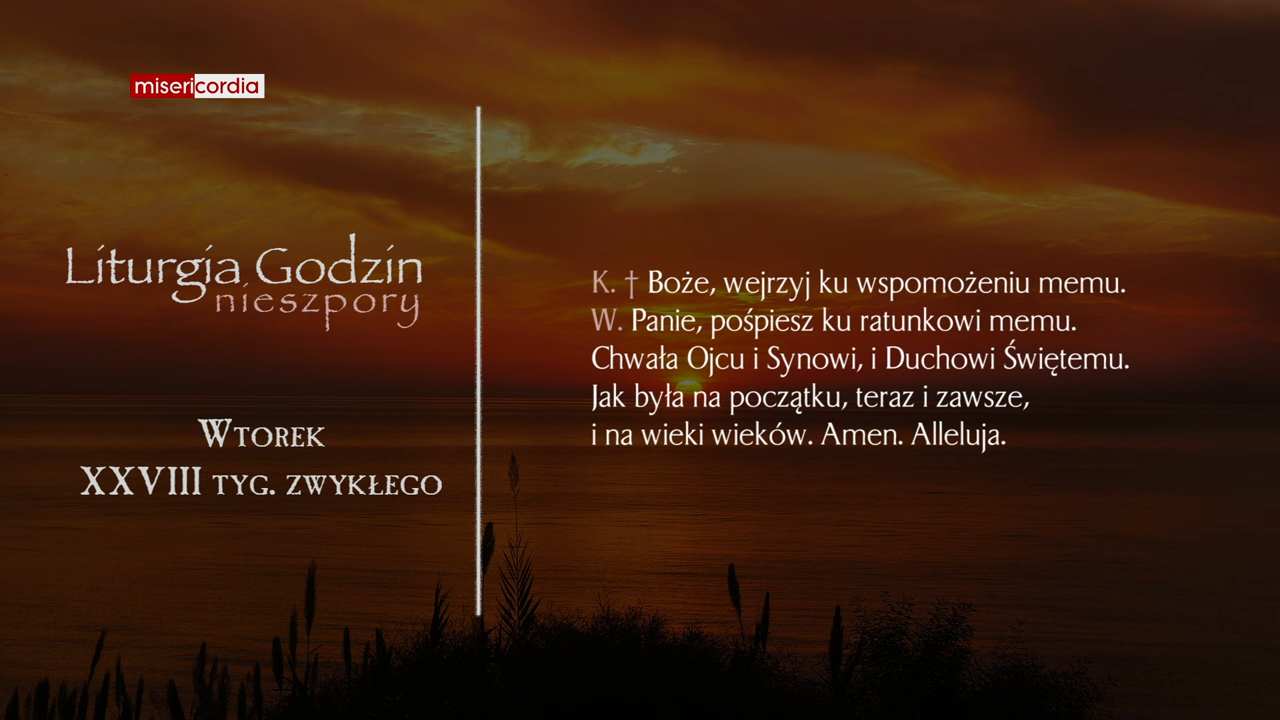 misericordia
Liturgia Godzin
nieszpory
Wtorek
XXVIII tyg. zwykłego
K. † Boże, wejrzyj ku wspomożeniu memu.
W. Panie, pośpiesz ku ratunkowi memu.
Chwała Ojcu i Synowi, i Duchowi Świętemu.
Jak była na początku, teraz i zawsze,
i na wieki wieków. Amen. Alleluja.